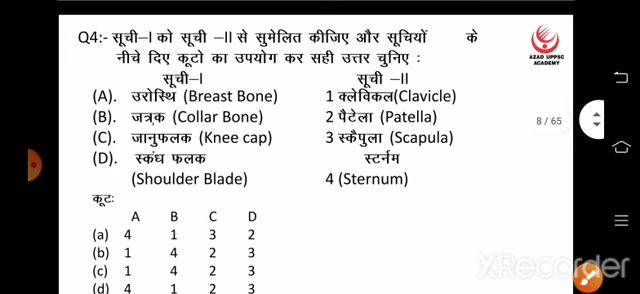 Q4:- सूची–I को सूची –II से सुमेलित कीजिए और सूचियों के
नीचे दिए कूटो का उपयोग कर सही उत्तर चुनिए :
सूची–I सूची –II
(A). उरोस्थि (Breast Bone) 1 क्लेविकल(Clavicle)
(B). जत्रुक (Collar Bone) 2 पैटेला (Patella)
(C). जानुफलक (Knee cap) 3 स्कैपुला (Scapula)
(D). स्कंध फलक स्टर्नम
(Shoulder Blade) 4 (Sternum)
कूटः
A B C D
(a) 4 1 3 2
(b) 1 4 2 3
(c) 1 4 2 3
(d) 4 1 2 3
AZAD UPPSC
ACADEMY
8 / 65
XRecorder